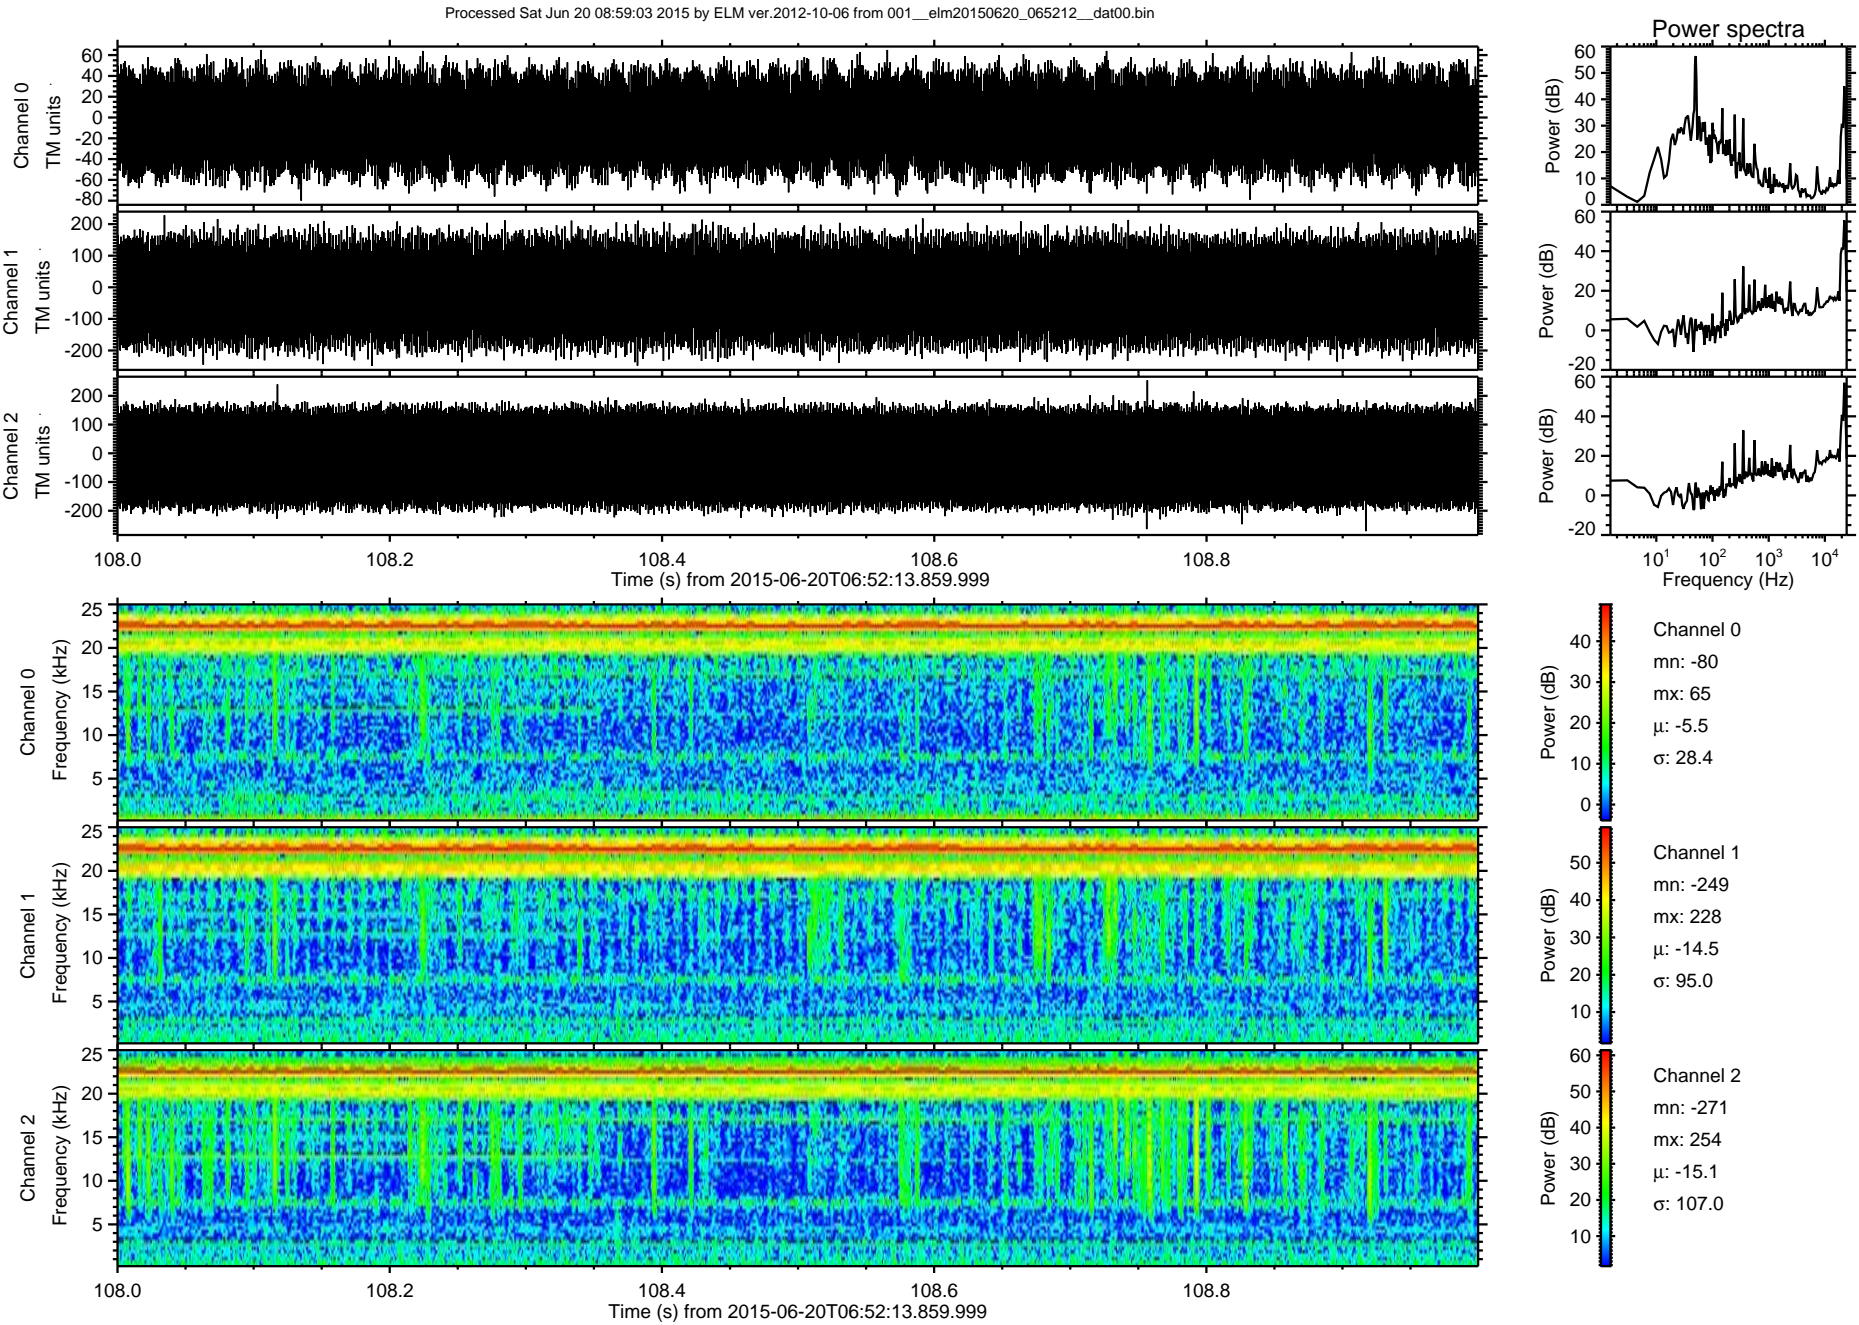 Processed Sat Jun 20 08:59:03 2015 by ELM ver.2012-10-06 from 001__elm20150620_065212__dat00.bin
Power spectra
Channel 0
TM units
60
40
20
0
-20
-40
-60
-80
Power (dB)
60
50
40
30
20
10
0
Channel 1
TM units
200
100
0
-100
-200
Power (dB)
60
40
20
0
-20
Channel 2
TM units
200
100
0
-100
-200
Power (dB)
60
40
20
0
-20
108.0 108.2 108.4 108.6 108.8
Time (s) from 2015-06-20T06:52:13.859.999
10^1 10^2 10^3 10^4
Frequency (Hz)
Channel 0
Frequency (kHz)
25
20
15
10
5
Power (dB)
40
30
20
10
0
Channel 0
mn: -80
mx: 65
μ: -5.5
σ: 28.4
Channel 1
Frequency (kHz)
25
20
15
10
5
Power (dB)
50
40
30
20
10
Channel 1
mn: -249
mx: 228
μ: -14.5
σ: 95.0
Channel 2
Frequency (kHz)
25
20
15
10
5
Power (dB)
60
50
40
30
20
10
Channel 2
mn: -271
mx: 254
μ: -15.1
σ: 107.0
108.0 108.2 108.4 108.6 108.8
Time (s) from 2015-06-20T06:52:13.859.999